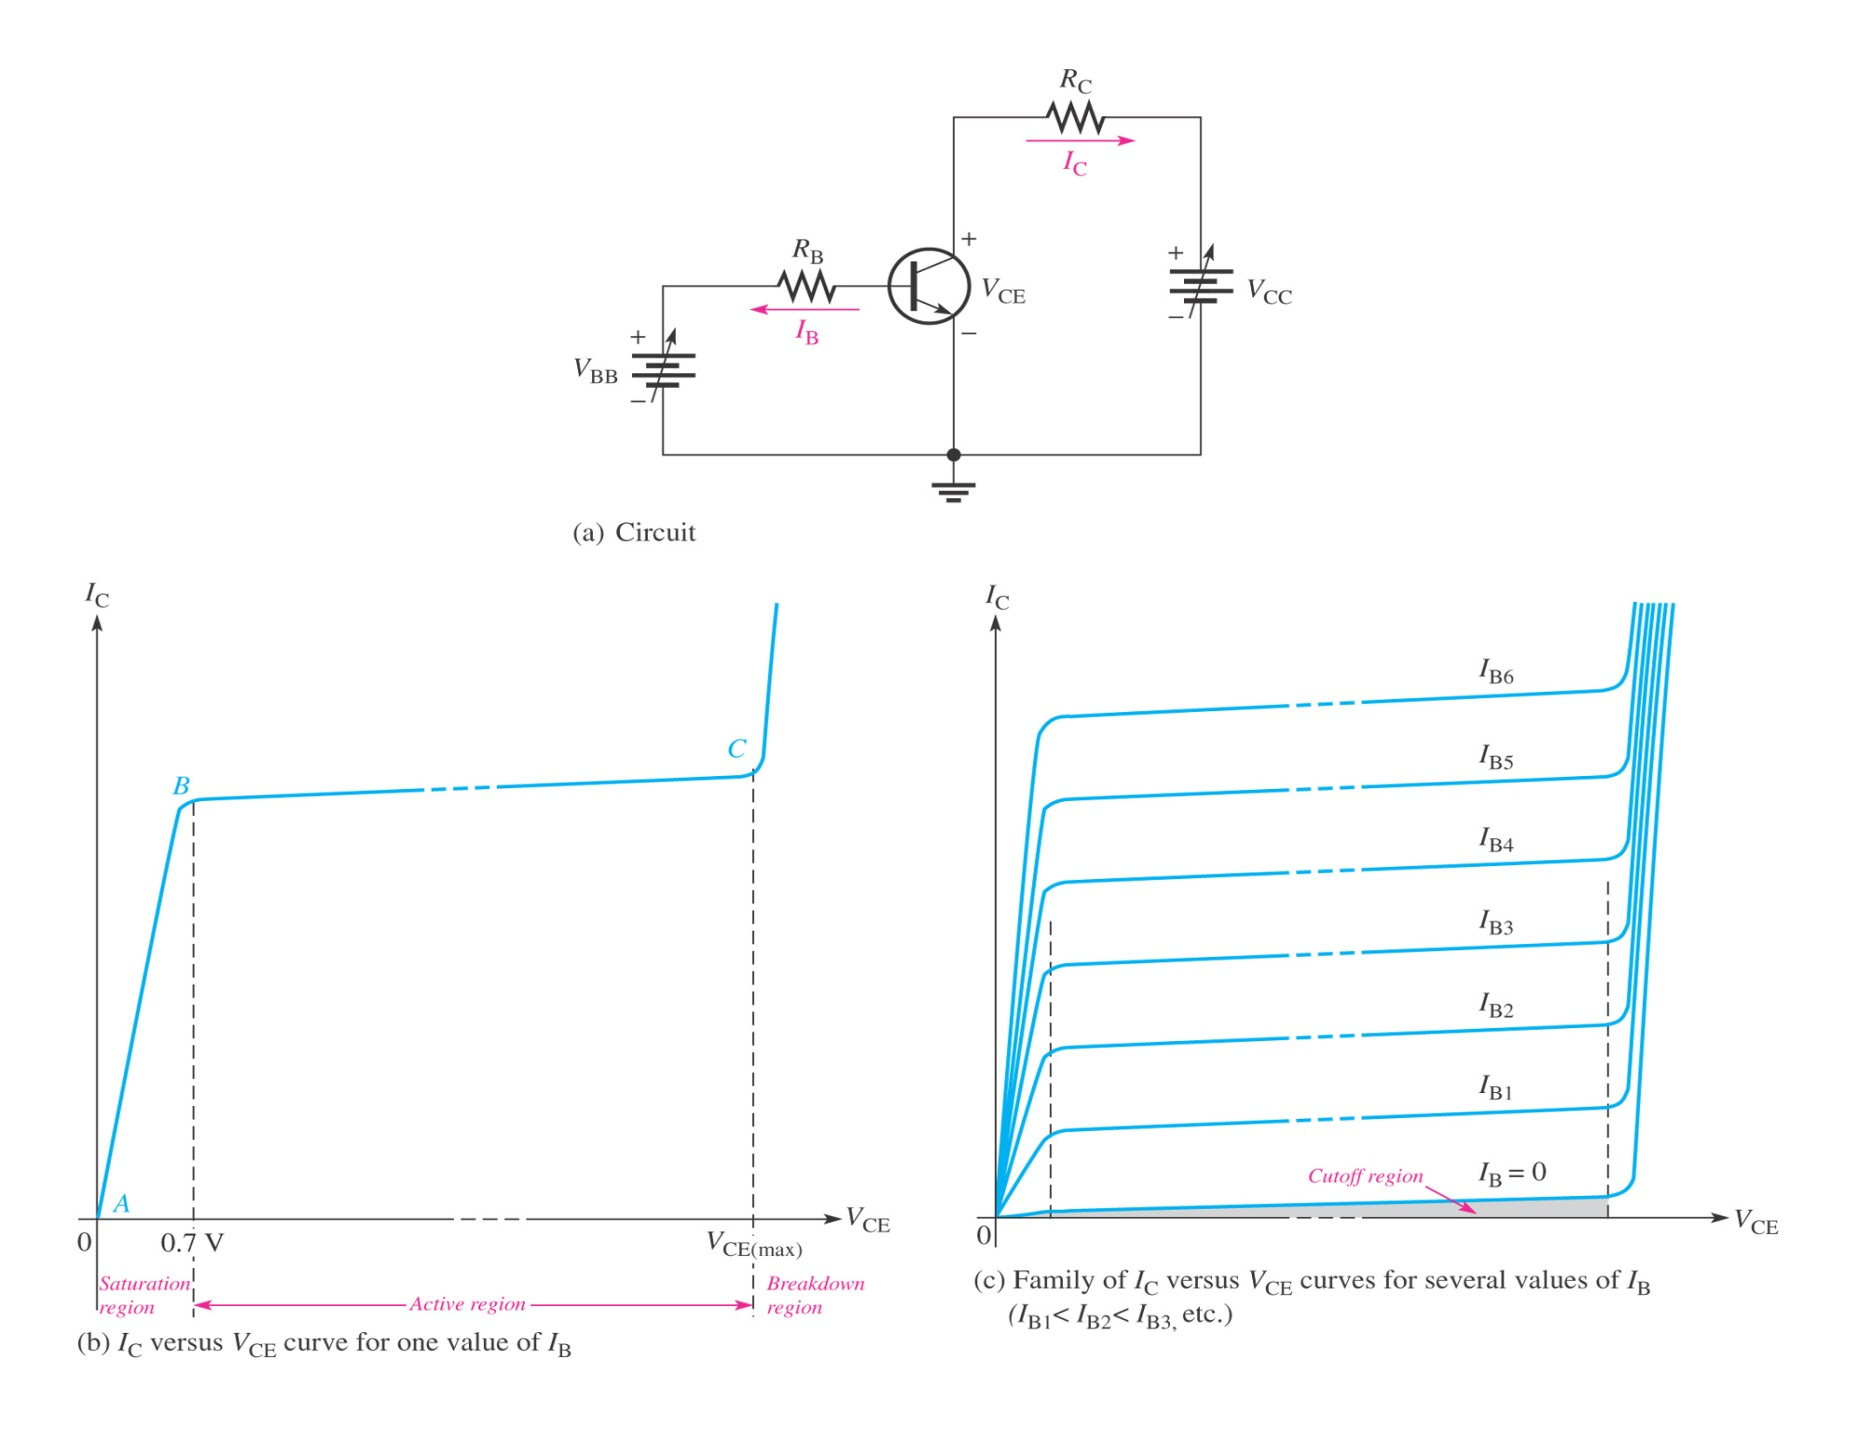 RC
IC
+
RB
+
VCE
+
VCC
IB
−
−
+
VBB
−
(a) Circuit
IC
IC
IB6
C
IB5
B
IB4
IB3
IB2
IB1
Cutoff region
IB = 0
A
VCE
VCE
0
0.7 V
VCE(max)
0
Saturation
region
Active region
Breakdown
region
(b) IC versus VCE curve for one value of IB
(c) Family of IC versus VCE curves for several values of IB
(IB1< IB2< IB3, etc.)